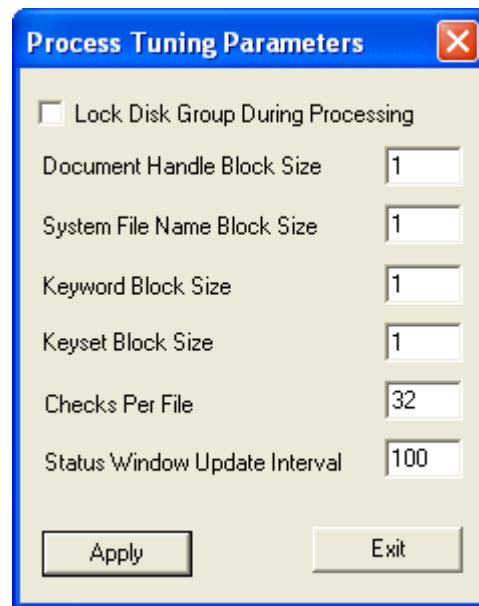 Process Tuning Parameters
Lock Disk Group During Processing
Document Handle Block Size 1
System File Name Block Size 1
Keyword Block Size 1
Keyset Block Size 1
Checks Per File 32
Status Window Update Interval 100
Apply Exit